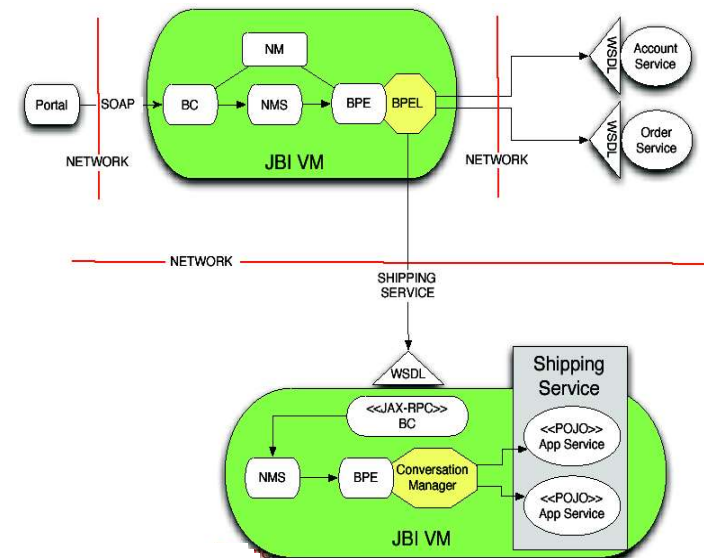 NM
WSDL
Account
Service
Portal
SOAP
BC
NMS
BPE
BPEL
WSDL
Order
Service
NETWORK
JBI VM
NETWORK
NETWORK
SHIPPING
SERVICE
WSDL
Shipping
Service
<<JAX-RPC>>
BC
<<POJO>>
App Service
NMS
BPE
Conversation
Manager
<<POJO>>
App Service
JBI VM